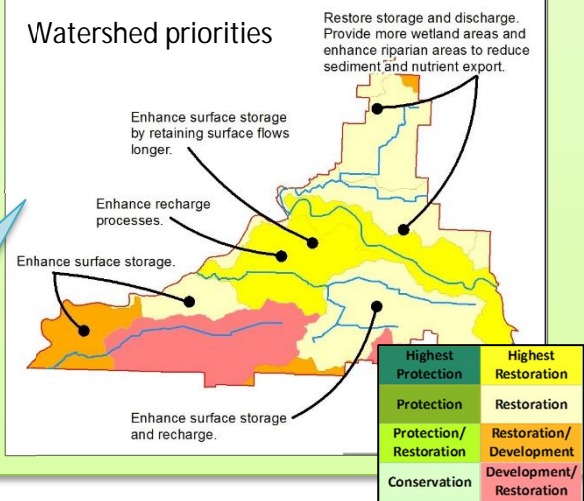 Watershed priorities
Restore storage and discharge.
Provide more wetland areas and
enhance riparian areas to reduce
sediment and nutrient export.
Enhance surface storage
by retaining surface flows
longer.
Enhance recharge
processes.
Enhance surface storage.
Enhance surface storage
and recharge.
Highest
Protection
Highest
Restoration
Protection
Restoration
Protection/
Restoration
Restoration/
Development
Conservation
Development/
Restoration